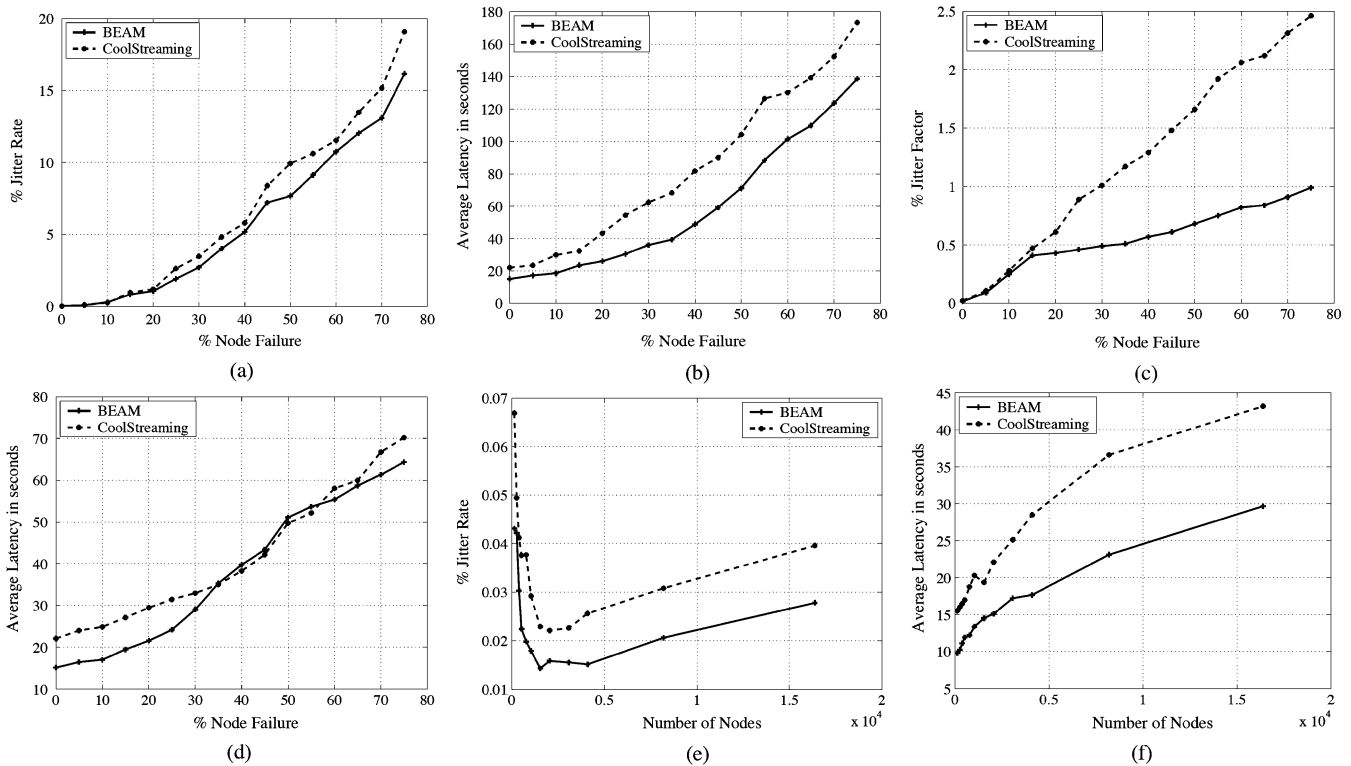 % Jitter Rate
20
15
10
5
0
BEAM
CoolStreaming
0 10 20 30 40 50 60 70 80
% Node Failure
(a)
Average Latency in seconds
180
160
140
120
100
80
60
40
20
0
BEAM
CoolStreaming
0 10 20 30 40 50 60 70 80
% Node Failure
(b)
% Jitter Factor
2.5
2
1.5
1
0.5
0
BEAM
CoolStreaming
0 10 20 30 40 50 60 70 80
% Node Failure
(c)
Average Latency in seconds
80
70
60
50
40
30
20
10
BEAM
CoolStreaming
0 10 20 30 40 50 60 70 80
% Node Failure
(d)
% Jitter Rate
0.07
0.06
0.05
0.04
0.03
0.02
0.01
BEAM
CoolStreaming
0 0.5 1 1.5 2
Number of Nodes
x 10⁴
(e)
Average Latency in seconds
45
40
35
30
25
20
15
10
5
BEAM
CoolStreaming
0 0.5 1 1.5 2
Number of Nodes
x 10⁴
(f)